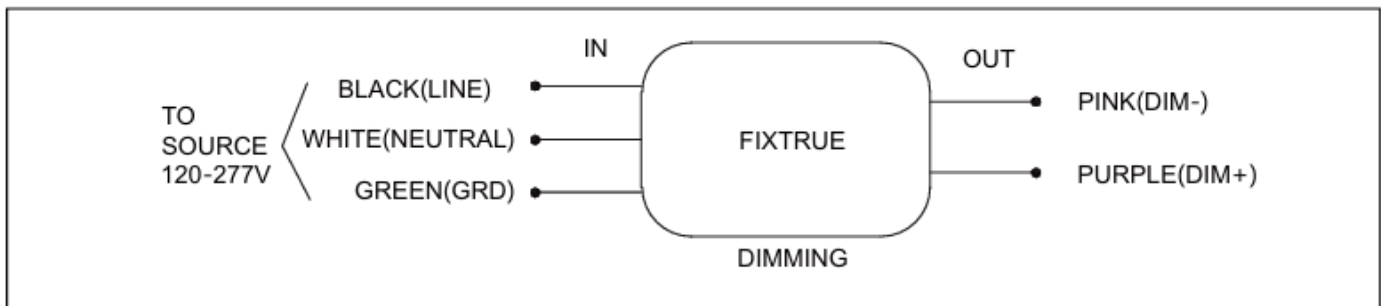 IN
OUT
BLACK(LINE)
PINK(DIM-)
TO
SOURCE
120-277V
WHITE(NEUTRAL)
FIXTRUE
GREEN(GRD)
PURPLE(DIM+)
DIMMING